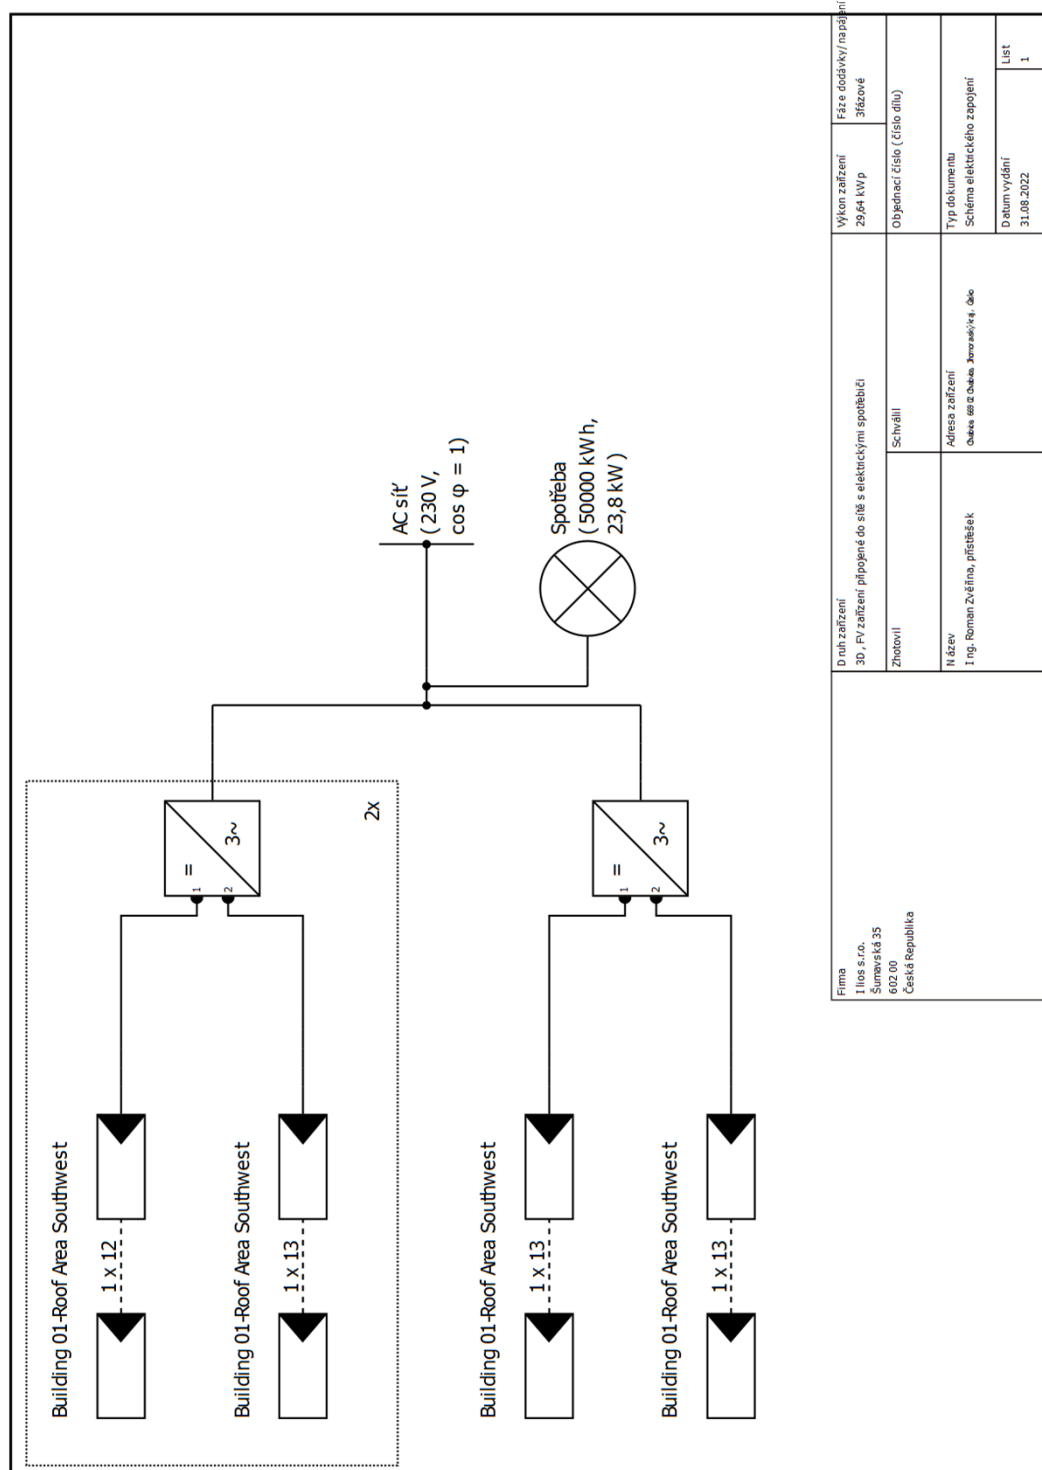 Building 01-Roof Area Southwest
1 x 12
Building 01-Roof Area Southwest
1 x 13
=
3~
1
2
2x
Building 01-Roof Area Southwest
1 x 13
Building 01-Roof Area Southwest
1 x 13
=
3~
1
2
AC síť
(230 V,
cos φ = 1)
Spotřeba
(50000 kWh,
23,8 kW)
Firma
Ilios s.r.o.
Šumavská 35
602 00
Česká Republika
Druh zařízení
3D, FV zařízení připojené do sítě s elektrickými spotřebiči
Výkon zařízení
29,64 kWp
Fáze dodávky/napájení
3fázové
Zhotovil
Schválil
Objednací číslo (číslo dílu)
Název
Ing. Roman Zvěřina, přístřešek
Adresa zařízení
Typ dokumentu
Schéma elektrického zapojení
Datum vydání
31.08.2022
List
1